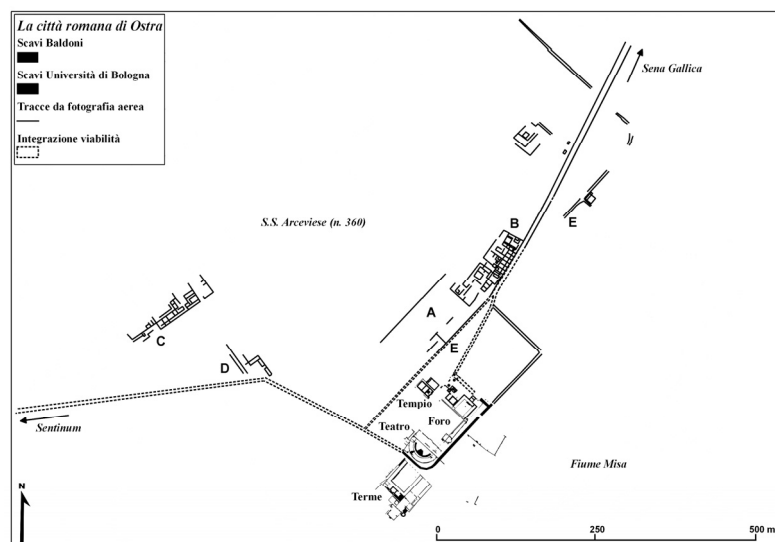 La città romana di Ostra
Scavi Baldoni
Scavi Università di Bologna
Tracce da fotografia aerea
Integrazione viabilità
Sena Gallica
S.S. Arceviese (n. 360)
B
E
A
C
E
D
Tempio
Sentinum
Teatro
Foro
Fiume Misa
Terme
N
0
250
500 m